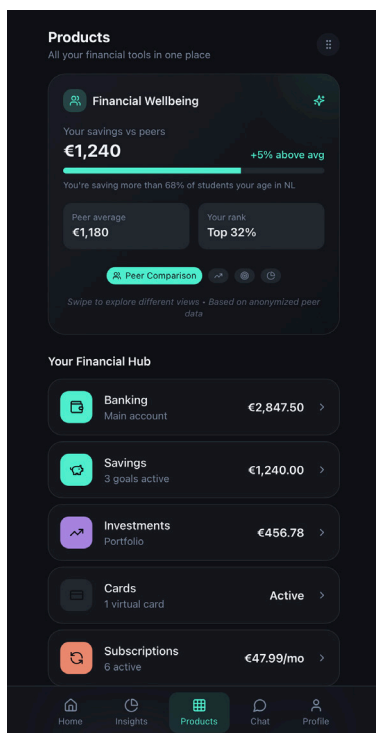 Products
All your financial tools in one place
Financial Wellbeing
Your savings vs peers
€1,240
+5% above avg
You're saving more than 68% of students your age in NL
Peer average
€1,180
Your rank
Top 32%
Peer Comparison
Swipe to explore different views • Based on anonymized peer
data
Your Financial Hub
Banking
Main account
€2,847.50
Savings
3 goals active
€1,240.00
Investments
Portfolio
€456.78
Cards
1 virtual card
Active
Subscriptions
6 active
€47.99/mo
Home
Insights
Products
Chat
Profile